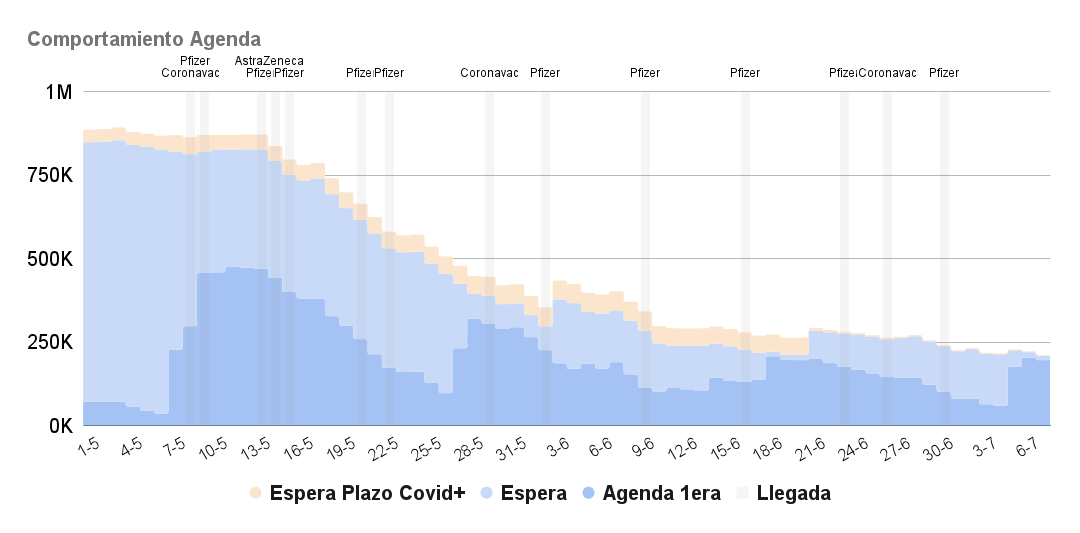 Comportamiento Agenda
Pfizer AstraZeneca
Coronavac Pfizer Pfizer Pfizer Pfizer Coronavac Pfizer Pfizer Pfizer Pfizer Coronavac Pfizer
1M
750K
500K
250K
0K
1-5 4-5 7-5 10-5 13-5 16-5 19-5 22-5 25-5 28-5 31-5 3-6 6-6 9-6 12-6 15-6 18-6 21-6 24-6 27-6 30-6 3-7 6-7
Espera Plazo Covid+ Espera Agenda 1era Llegada